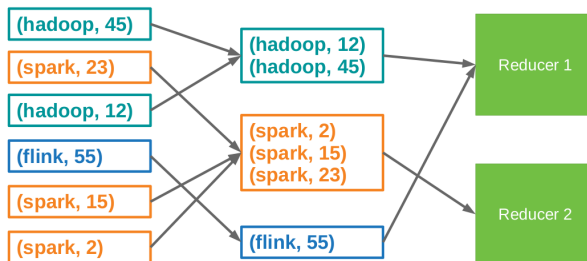 (hadoop, 45)
(spark, 23)
(hadoop, 12)
(flink, 55)
(spark, 15)
(spark, 2)
(hadoop, 12)
(hadoop, 45)
(spark, 2)
(spark, 15)
(spark, 23)
(flink, 55)
Reducer 1
Reducer 2